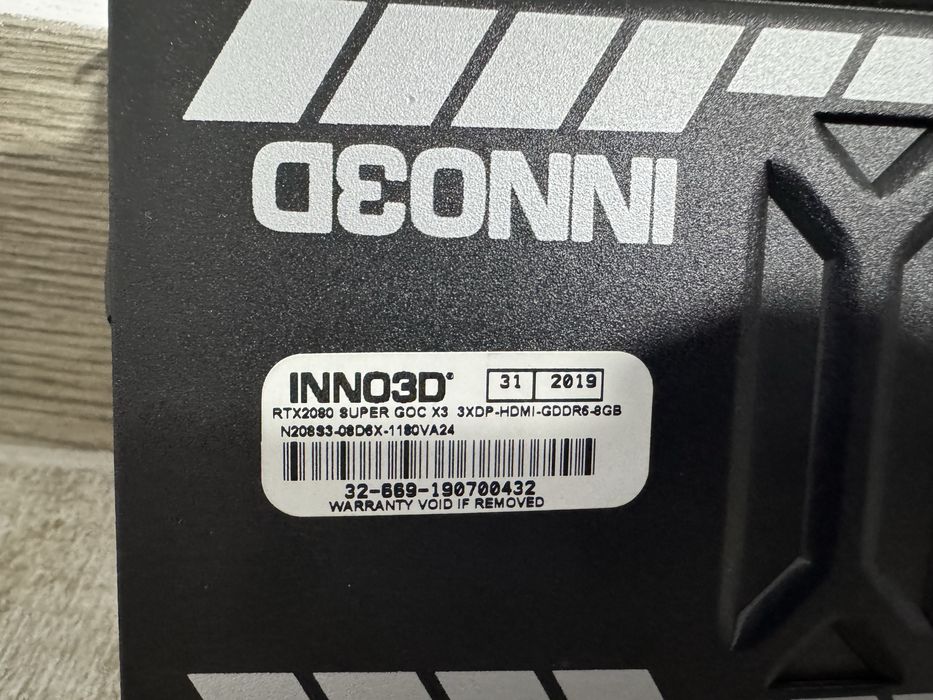 INNO3D
INNO3D®
31 2019
RTX2080 SUPER GOC X3 3XDP-HDMI-GDDR6-8GB
N208S3-08D6X-1180VA24
32-669-190700432
WARRANTY VOID IF REMOVED